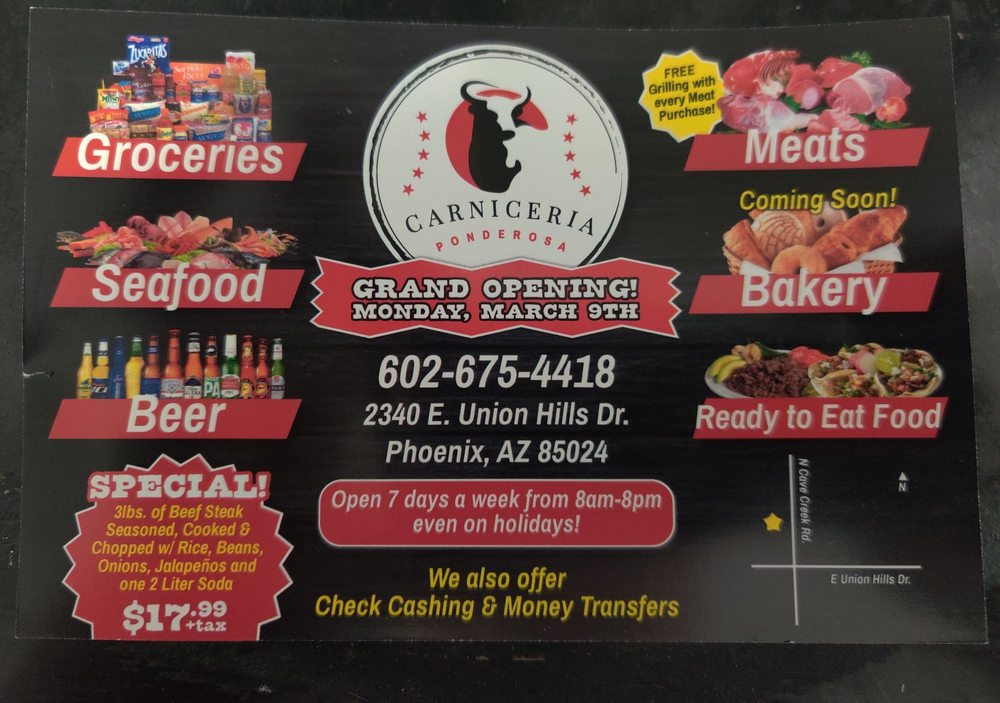 ZUCARITAS
Groceries
Seafood
Beer
SPECIAL!
3lbs. of Beef Steak
Seasoned, Cooked &
Chopped w/ Rice, Beans,
Onions, Jalapeños and
one 2 Liter Soda
$17.99
+tax
CARNICERIA
PONDEROSA
GRAND OPENING!
MONDAY, MARCH 9TH
602-675-4418
2340 E. Union Hills Dr.
Phoenix, AZ 85024
Open 7 days a week from 8am-8pm
even on holidays!
We also offer
Check Cashing & Money Transfers
FREE
Grilling with
every Meat
Purchase!
Meats
Coming Soon!
Bakery
Ready to Eat Food
N Cave Creek Rd.
N
E Union Hills Dr.